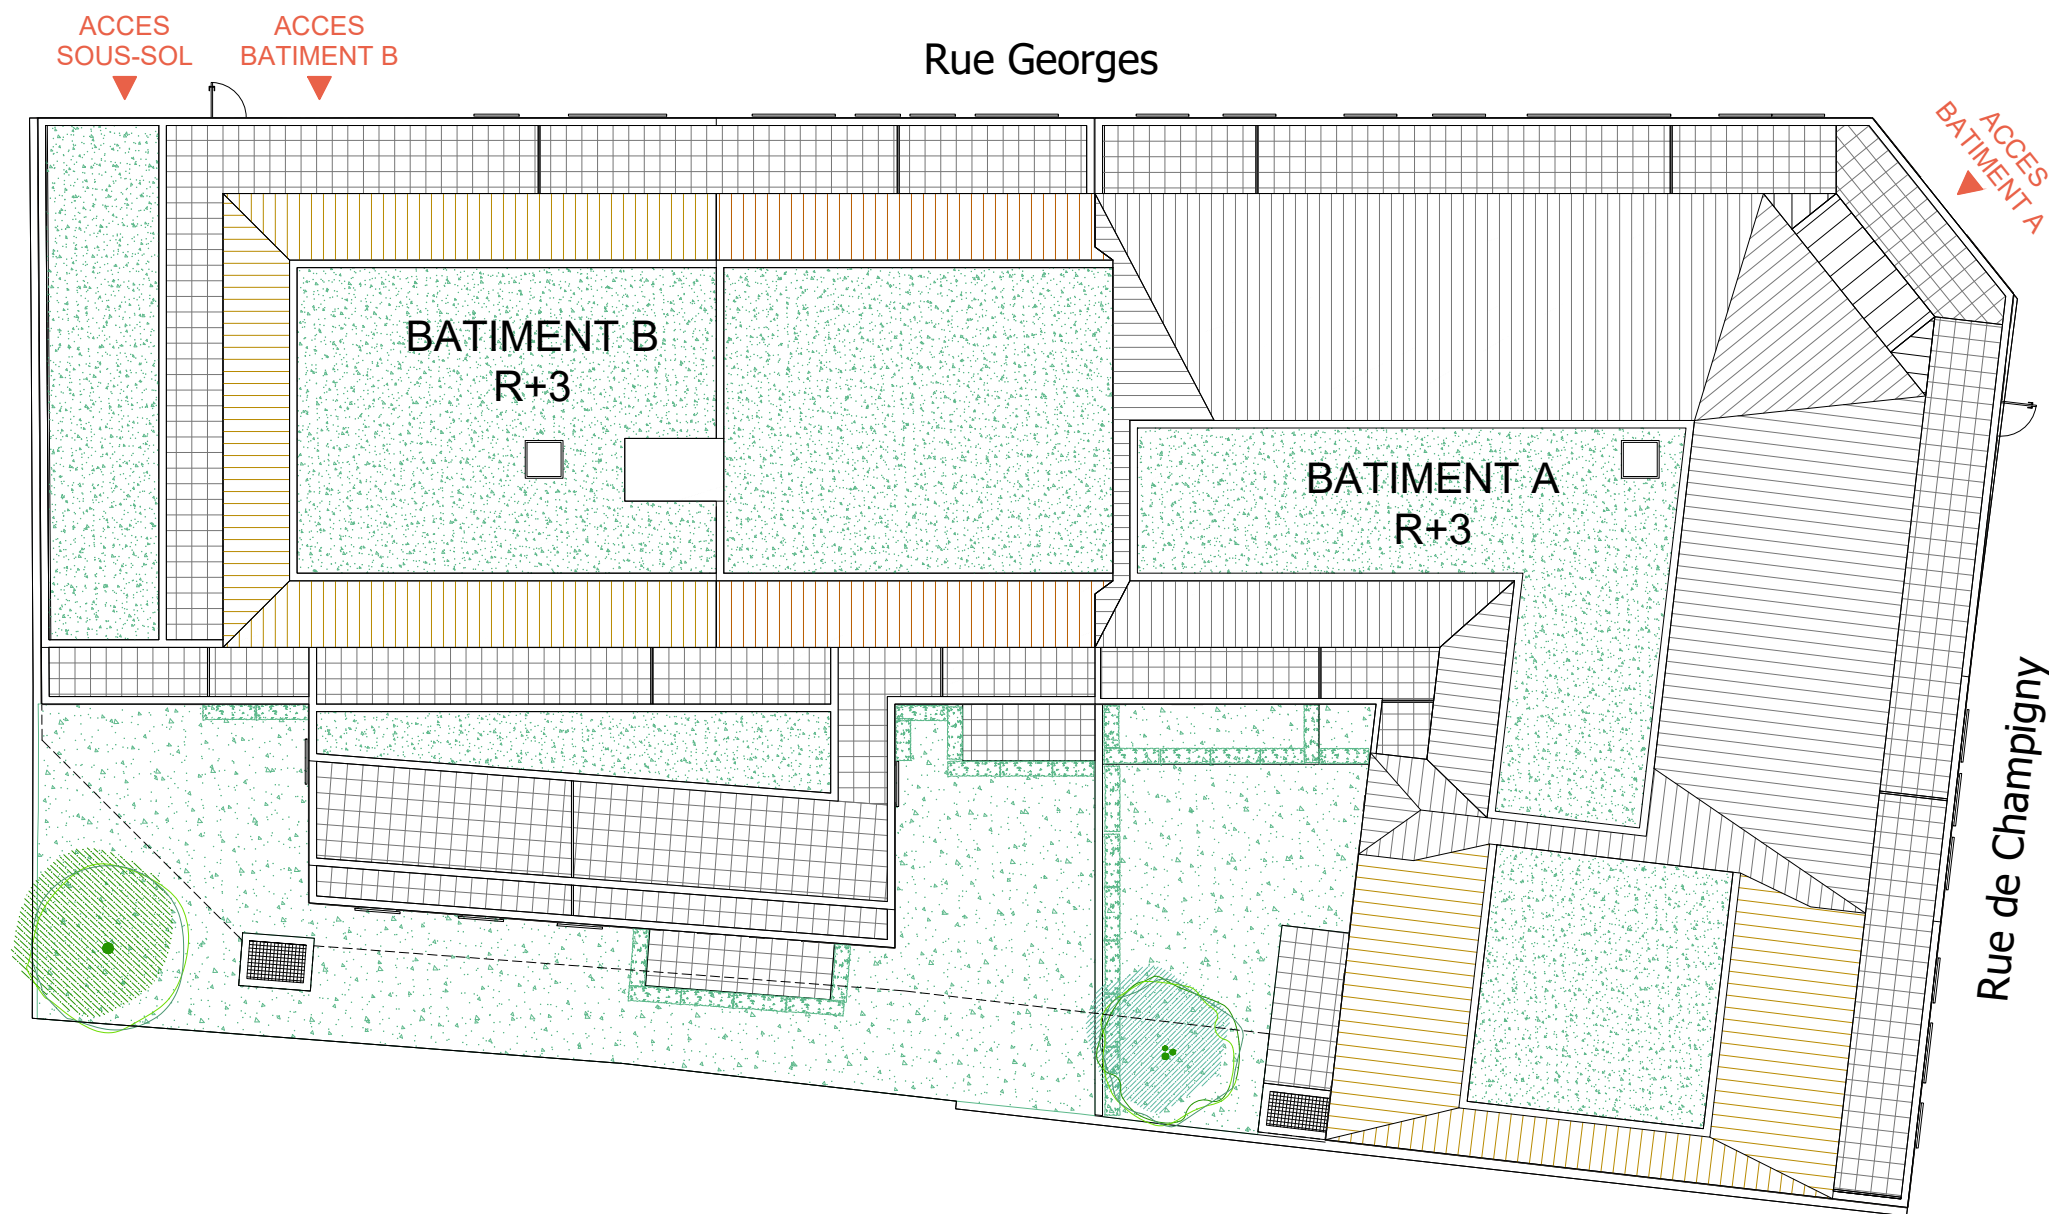 ACCES
SOUS-SOL
ACCES
BATIMENT B
Rue Georges
ACCES
BATIMENT A
BATIMENT B
R+3
BATIMENT A
R+3
Rue de Champigny